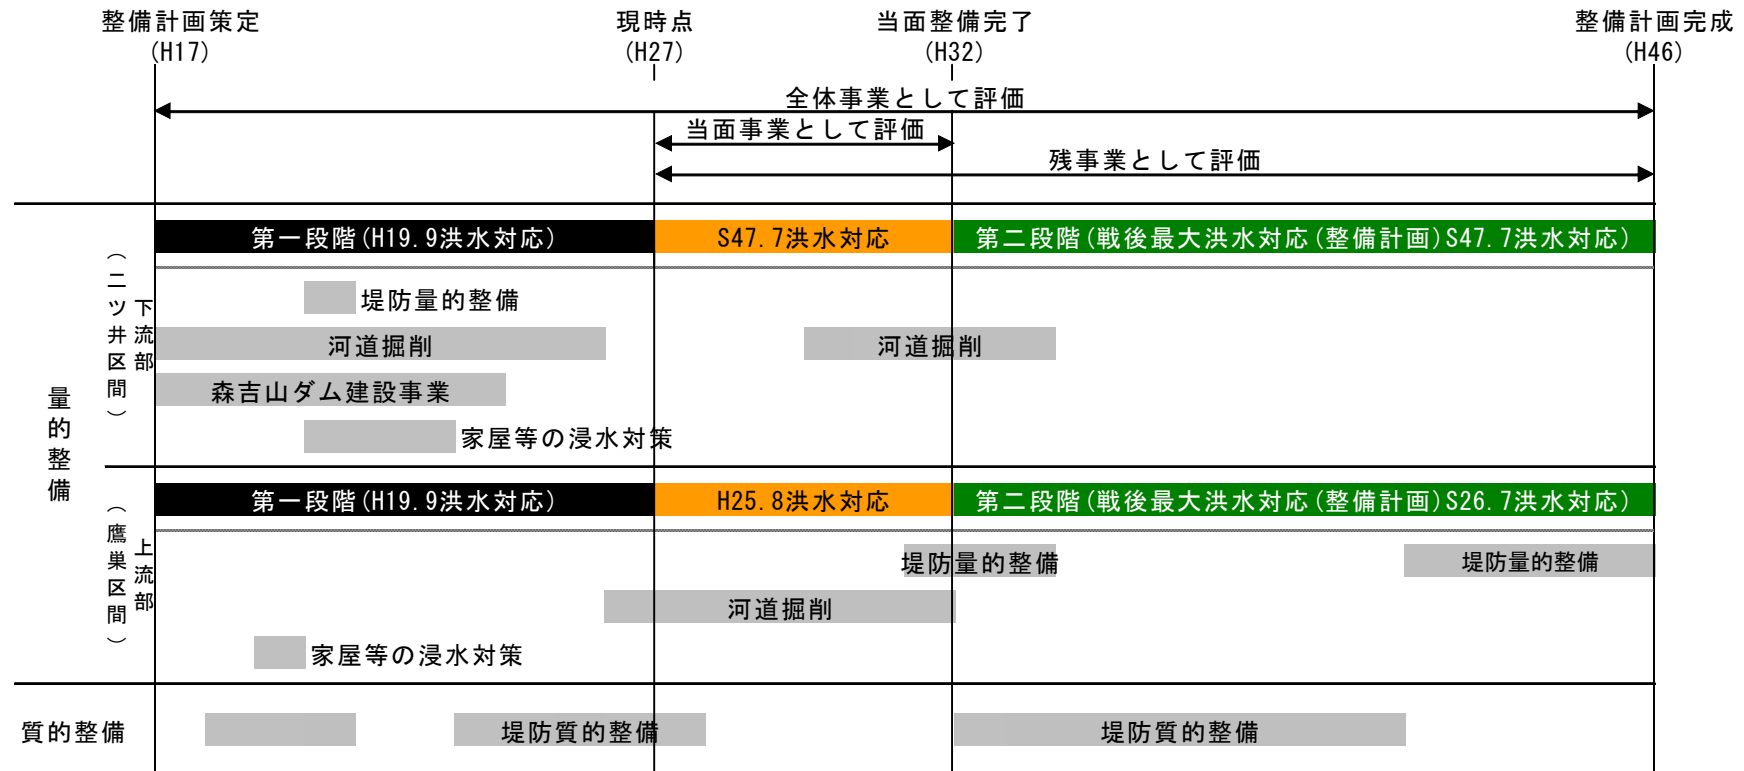 整備計画策定
(H17)
現時点
(H27)
当面整備完了
(H32)
整備計画完成
(H46)
全体事業として評価
当面事業として評価
残事業として評価
量的整備
下流部
(二ツ井区間)
第一段階(H19.9洪水対応)
S47.7洪水対応
第二段階(戦後最大洪水対応(整備計画)S47.7洪水対応)
堤防量的整備
河道掘削
河道掘削
森吉山ダム建設事業
家屋等の浸水対策
上流部
(鷹巣区間)
第一段階(H19.9洪水対応)
H25.8洪水対応
第二段階(戦後最大洪水対応(整備計画)S26.7洪水対応)
堤防量的整備
堤防量的整備
河道掘削
家屋等の浸水対策
質的整備
堤防質的整備
堤防質的整備